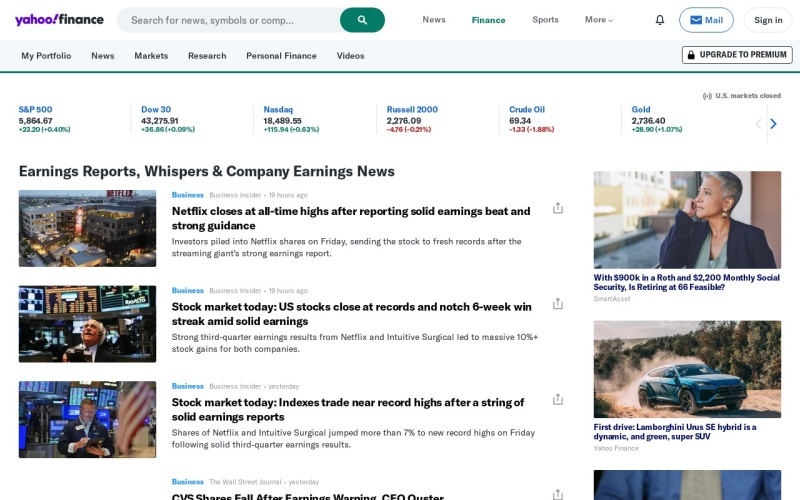 yahoo!finance
Search for news, symbols or comp...
News
Finance
Sports
More
Mail
Sign in
My Portfolio
News
Markets
Research
Personal Finance
Videos
UPGRADE TO PREMIUM
U.S. markets closed
S&P 500
5,864.67
+23.20 (+0.40%)
Dow 30
43,275.91
+36.86 (+0.09%)
Nasdaq
18,489.55
+115.94 (+0.63%)
Russell 2000
2,276.09
-4.76 (-0.21%)
Crude Oil
69.34
-1.33 (-1.88%)
Gold
2,736.40
+28.90 (+1.07%)
Earnings Reports, Whispers & Company Earnings News
NETFLIX
Business Business Insider • 19 hours ago
Netflix closes at all-time highs after reporting solid earnings beat and
strong guidance
Investors piled into Netflix shares on Friday, sending the stock to fresh records after the
streaming giant's strong earnings report.
Business Business Insider • 19 hours ago
Stock market today: US stocks close at records and notch 6-week win
streak amid solid earnings
Strong third-quarter earnings results from Netflix and Intuitive Surgical led to massive 10%+
stock gains for both companies.
Business Business Insider • yesterday
Stock market today: Indexes trade near record highs after a string of
solid earnings reports
Shares of Netflix and Intuitive Surgical jumped more than 7% to new record highs on Friday
following solid third-quarter earnings results.
Business The Wall Street Journal • yesterday
CVS Shares Fall After Earnings Warning, CEO Ouster
With $900k in a Roth and $2,200 Monthly Social
Security, Is Retiring at 66 Feasible?
SmartAsset
First drive: Lamborghini Urus SE hybrid is a
dynamic, and green, super SUV
Yahoo Finance